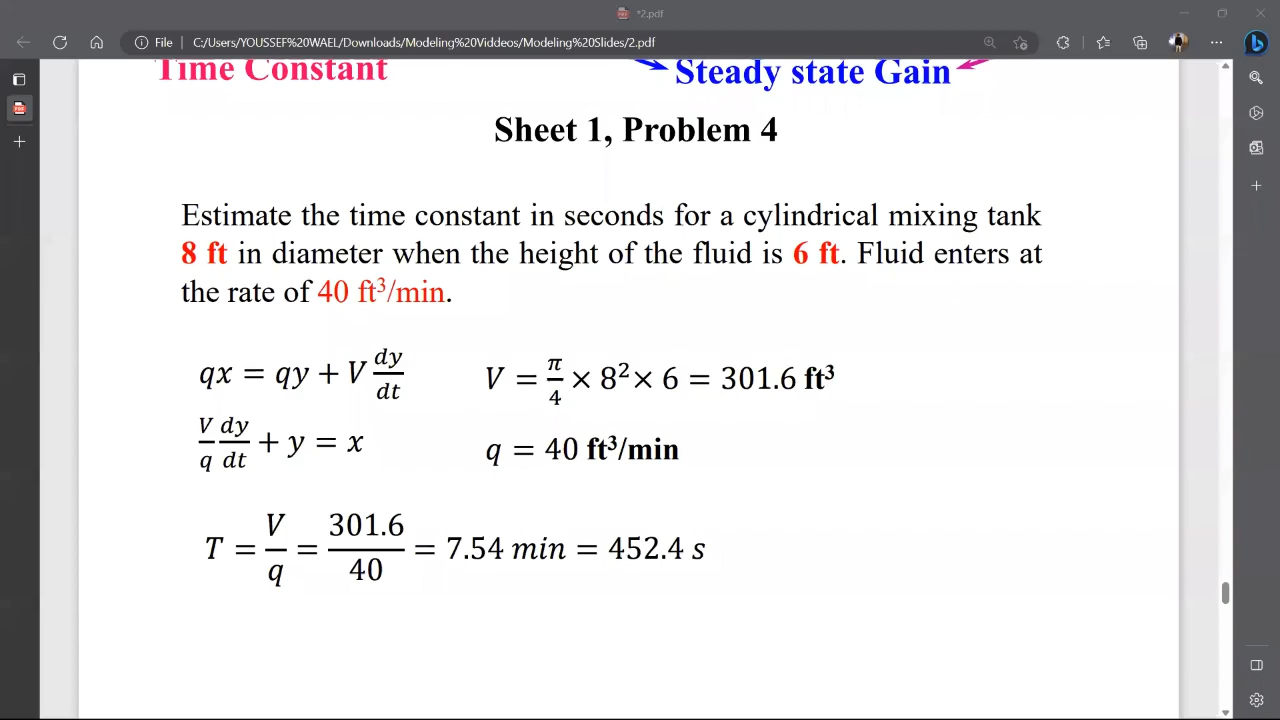 *2.pdf
File | C:/Users/YOUSSEF%20WAEL/Downloads/Modeling%20Viddeos/Modeling%20Slides/2.pdf
Time Constant
Steady state Gain
Sheet 1, Problem 4
Estimate the time constant in seconds for a cylindrical mixing tank
8 ft in diameter when the height of the fluid is 6 ft. Fluid enters at
the rate of 40 ft³/min.
qx = qy + V dy/dt
V = π/4 × 8² × 6 = 301.6 ft³
V/q dy/dt + y = x
q = 40 ft³/min
T = V/q = 301.6/40 = 7.54 min = 452.4 s